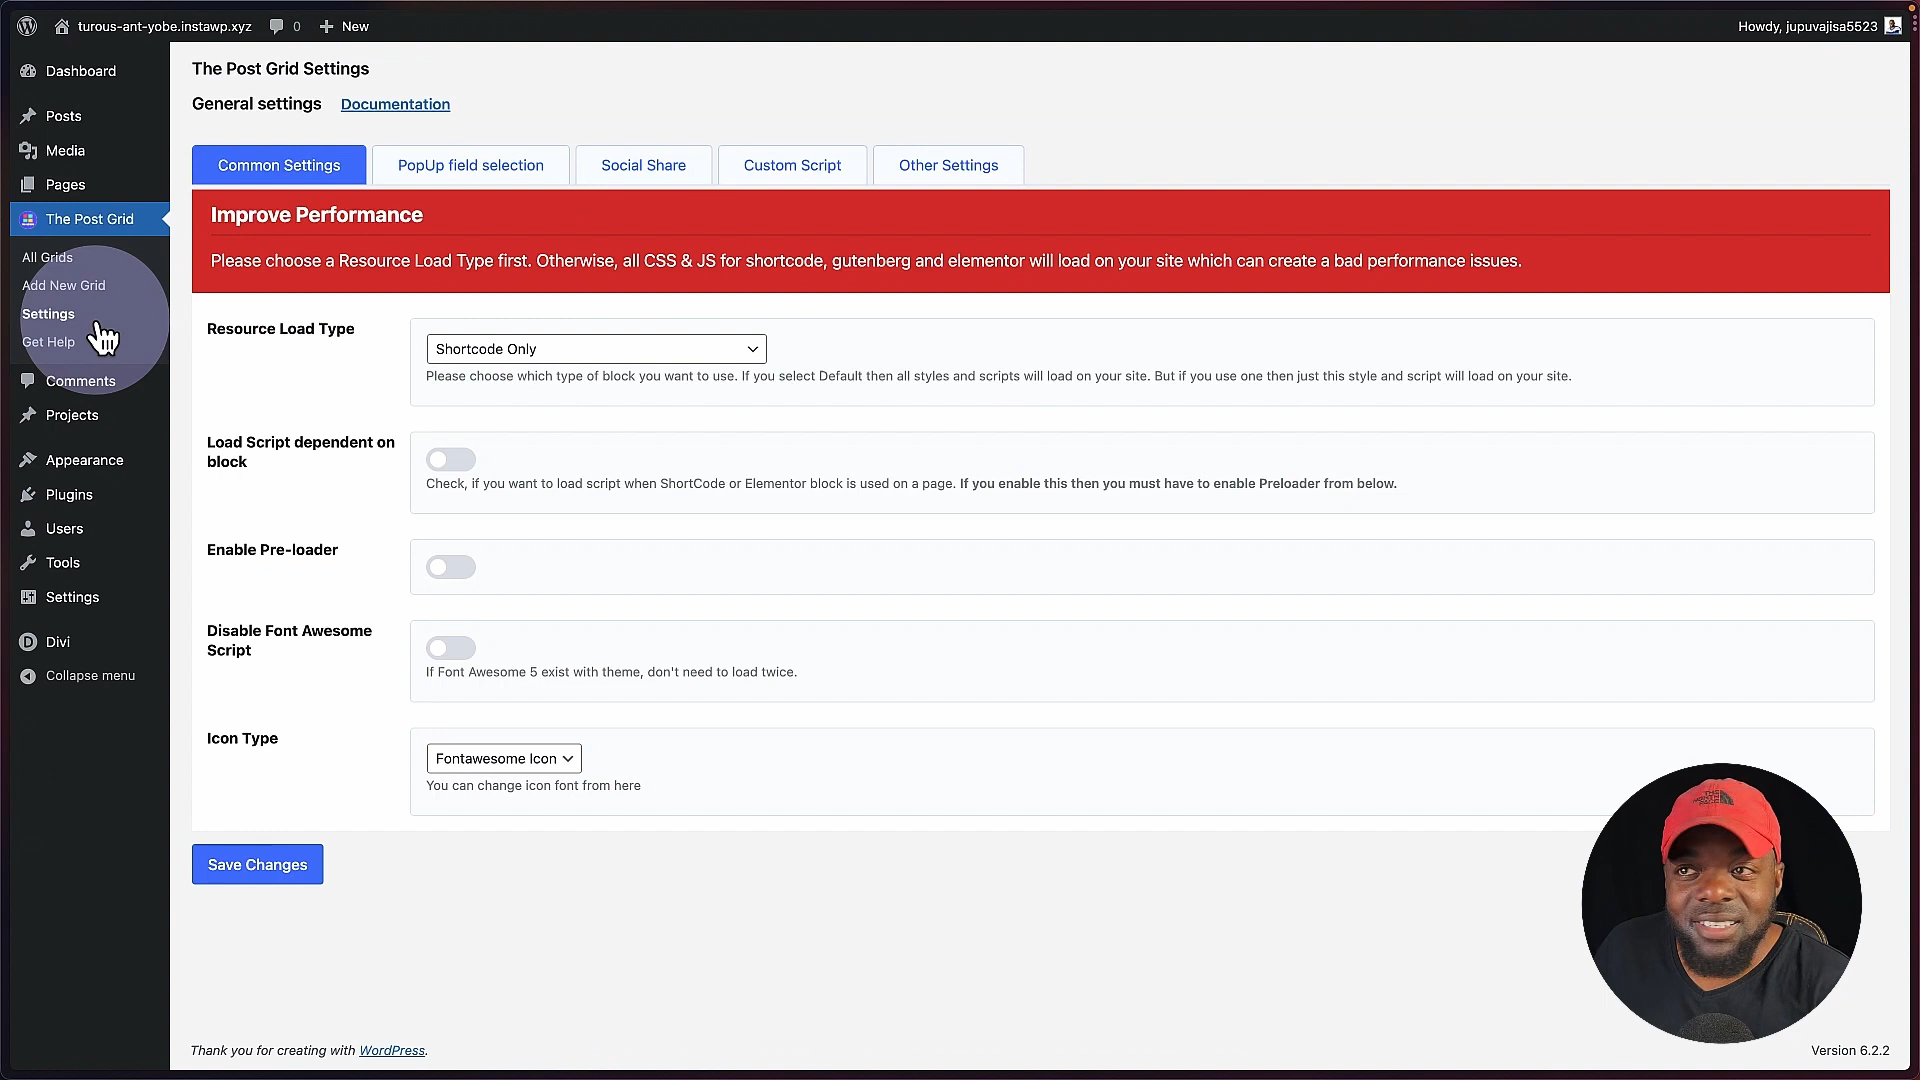 turous-ant-yobe.instawp.xyz
0
New
Howdy, jupuvajisa5523
Dashboard
Posts
Media
Pages
The Post Grid
All Grids
Add New Grid
Settings
Get Help
Comments
Projects
Appearance
Plugins
Users
Tools
Settings
Divi
Collapse menu
The Post Grid Settings
General settings Documentation
Common Settings
PopUp field selection
Social Share
Custom Script
Other Settings
Improve Performance
Please choose a Resource Load Type first. Otherwise, all CSS & JS for shortcode, gutenberg and elementor will load on your site which can create a bad performance issues.
Resource Load Type
Shortcode Only
Please choose which type of block you want to use. If you select Default then all styles and scripts will load on your site. But if you use one then just this style and script will load on your site.
Load Script dependent on
block
Check, if you want to load script when ShortCode or Elementor block is used on a page. If you enable this then you must have to enable Preloader from below.
Enable Pre-loader
Disable Font Awesome
Script
If Font Awesome 5 exist with theme, don't need to load twice.
Icon Type
Fontawesome Icon
You can change icon font from here
Save Changes
Thank you for creating with WordPress.
Version 6.2.2